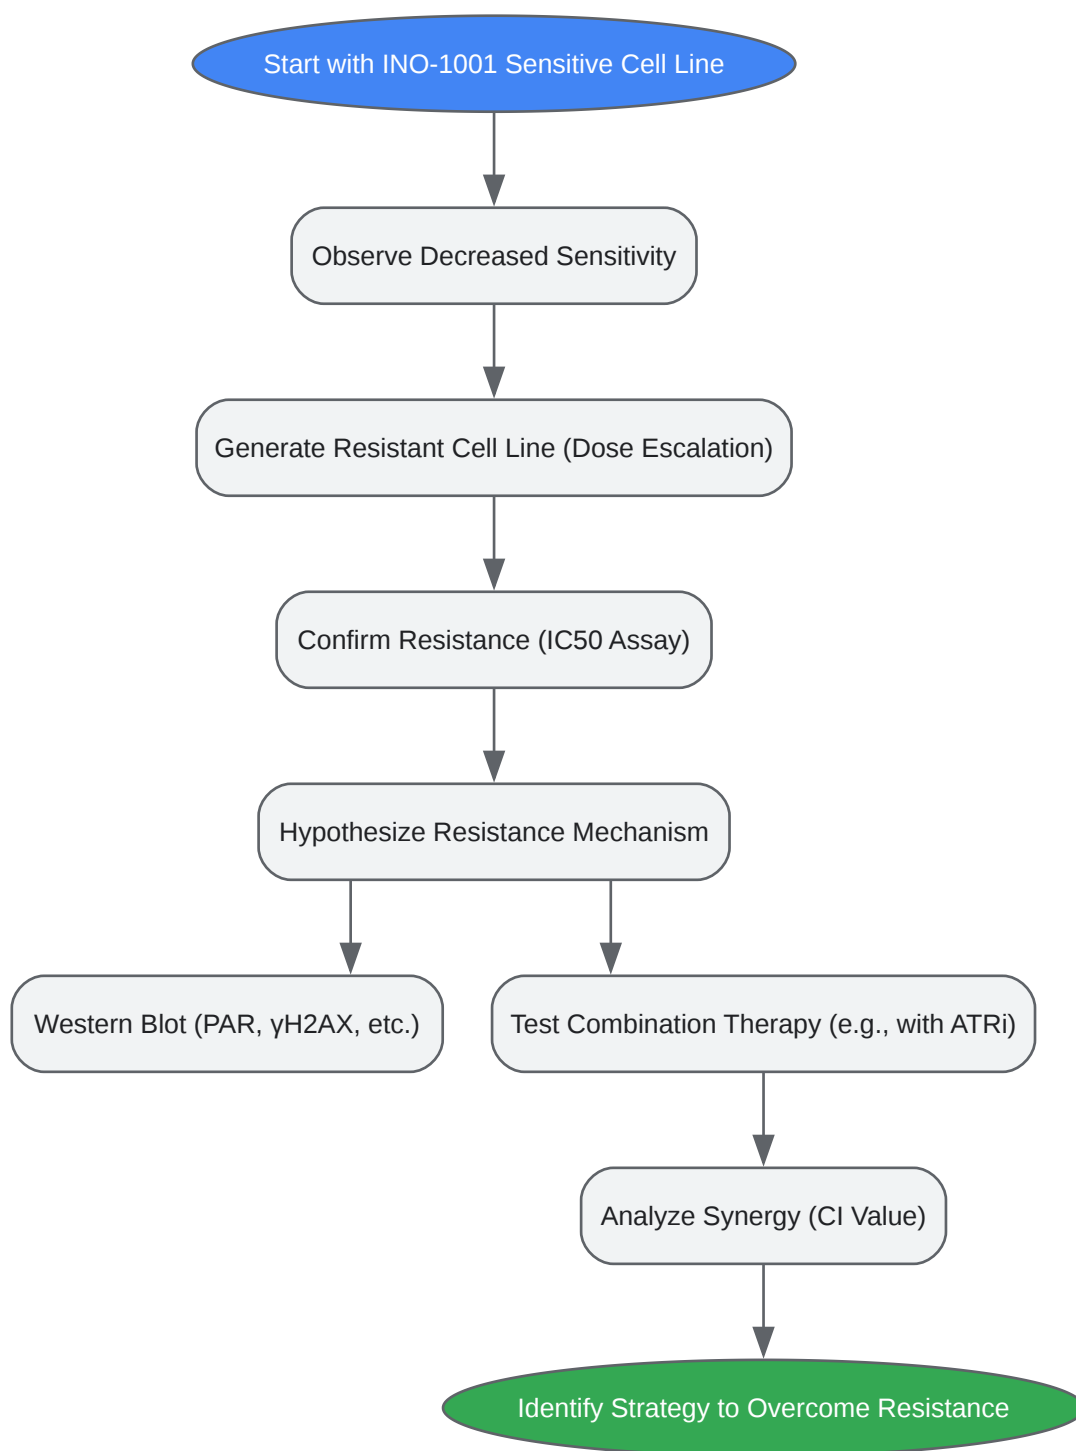 Start with INO-1001 Sensitive Cell Line
Observe Decreased Sensitivity
Generate Resistant Cell Line (Dose Escalation)
Confirm Resistance (IC50 Assay)
Hypothesize Resistance Mechanism
Western Blot (PAR, γH2AX, etc.)
Test Combination Therapy (e.g., with ATRi)
Analyze Synergy (CI Value)
Identify Strategy to Overcome Resistance